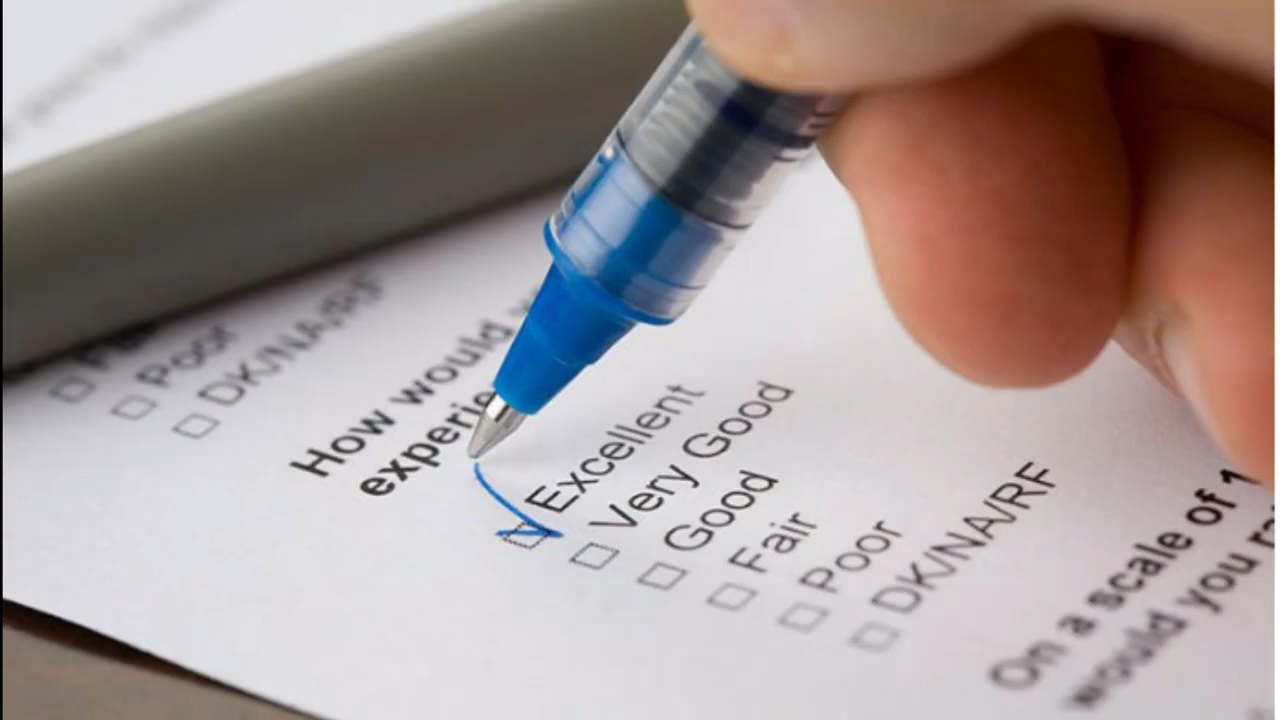 Poor
DK/NA/RF
How would
experie
Excellent
Very Good
Good
Fair
Poor
DK/NA/RF
On a scale of 1
would you